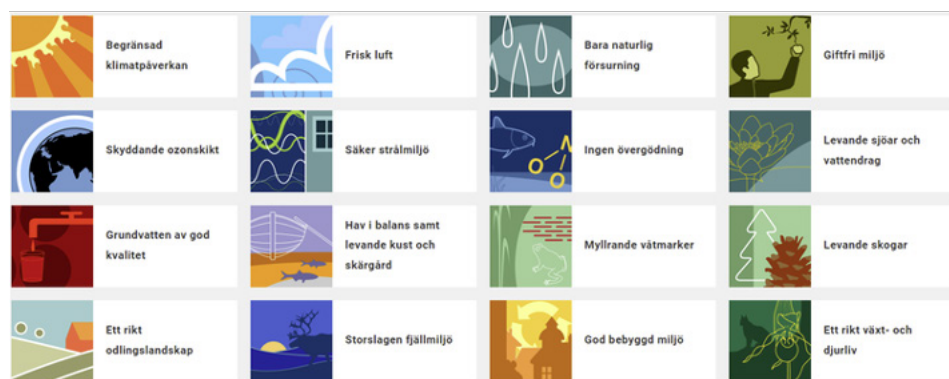 Begränsad
klimatpåverkan
Frisk luft
Bara naturlig
försurning
Giftfri miljö
Skyddande ozonskikt
Säker strålmiljö
Ingen övergödning
Levande sjöar och
vattendrag
Grundvatten av god
kvalitet
Hav i balans samt
levande kust och
skärgård
Myllrande våtmarker
Levande skogar
Ett rikt
odlingslandskap
Storslagen fjällmiljö
God bebyggd miljö
Ett rikt växt- och
djurliv